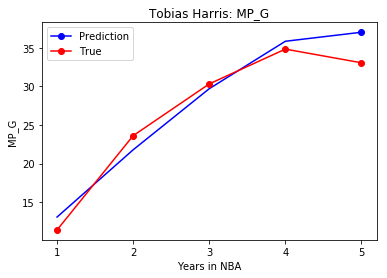 Tobias Harris: MP_G
Prediction
True
35
30
25
20
15
MP_G
1 2 3 4 5
Years in NBA